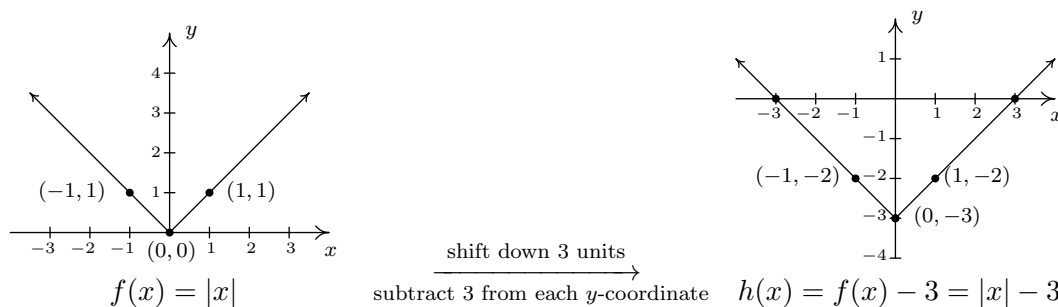 y
4
3
2
1
(−1, 1)
(1, 1)
−3 −2 −1 (0, 0) 1 2 3 x
f(x) = |x|
shift down 3 units
subtract 3 from each y-coordinate
y
1
−3 −2 −1 1 2 3 x
−1
(−1, −2) −2 (1, −2)
−3 (0, −3)
−4
h(x) = f(x) − 3 = |x| − 3